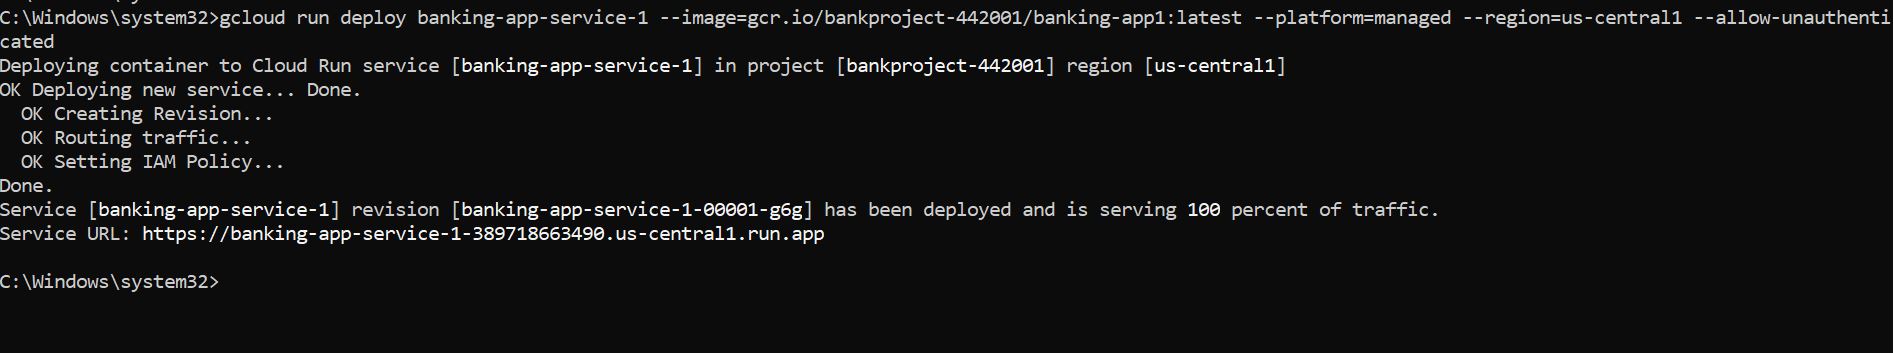 C:\Windows\system32>gcloud run deploy banking-app-service-1 --image=gcr.io/bankproject-442001/banking-app1:latest --platform=managed --region=us-central1 --allow-unauthenti
cated
Deploying container to Cloud Run service [banking-app-service-1] in project [bankproject-442001] region [us-central1]
OK Deploying new service... Done.
  OK Creating Revision...
  OK Routing traffic...
  OK Setting IAM Policy...
Done.
Service [banking-app-service-1] revision [banking-app-service-1-00001-g6g] has been deployed and is serving 100 percent of traffic.
Service URL: https://banking-app-service-1-389718663490.us-central1.run.app
C:\Windows\system32>